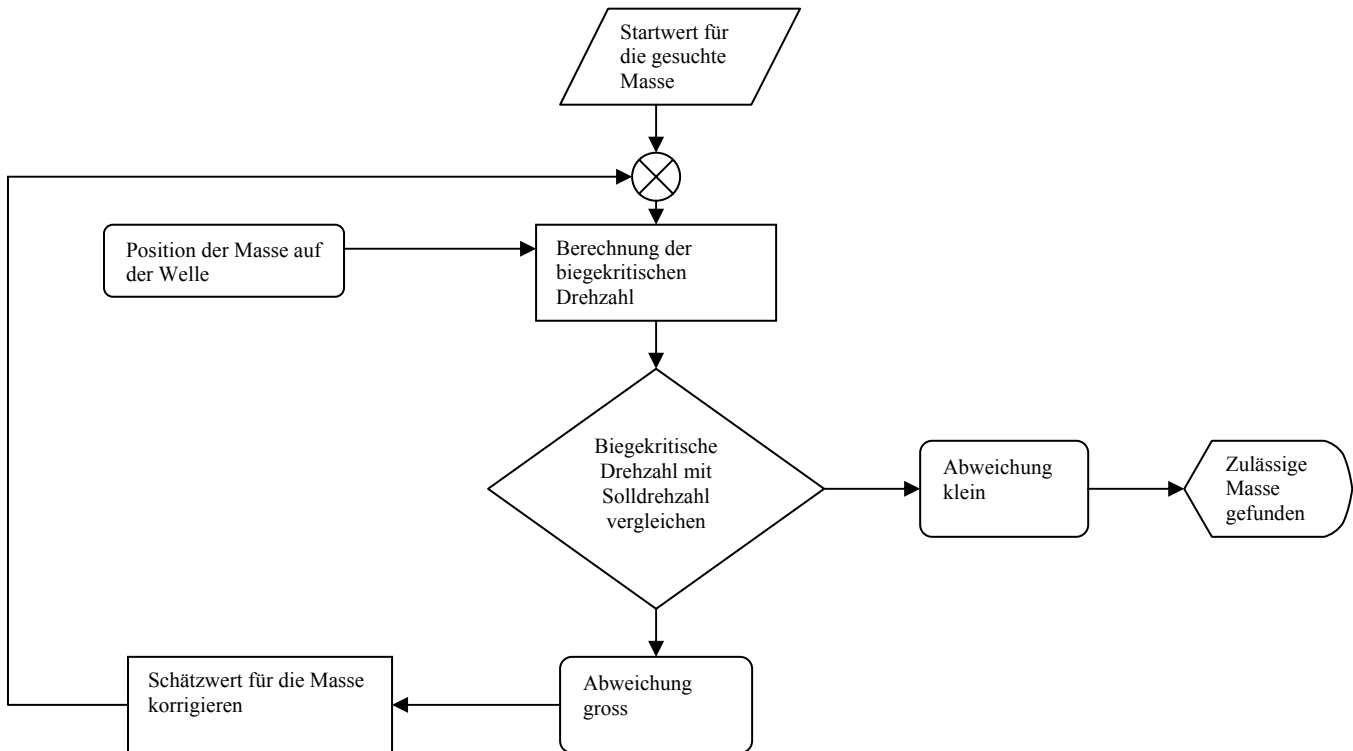 Startwert für
die gesuchte
Masse
Position der Masse auf
der Welle
Berechnung der
biegekritischen
Drehzahl
Biegekritische
Drehzahl mit
Solldrehzahl
vergleichen
Abweichung
klein
Zulässige
Masse
gefunden
Schätzwert für die Masse
korrigieren
Abweichung
gross